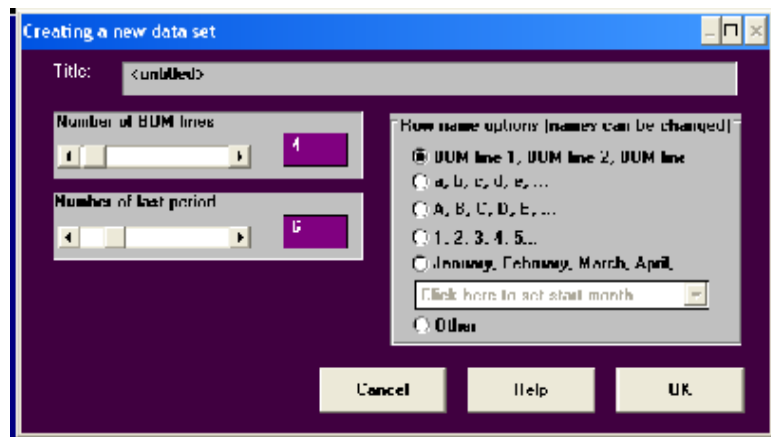 Creating a new data set
Title:
<untitled>
Number of BOM lines
4
Number of last period
6
Row name options (names can be changed)
BOM line 1, BOM line 2, BOM line
a, b, c, d, e, ...
A, B, C, D, E, ...
1, 2, 3, 4, 5...
January, February, March, April,
Click here to set start month
Other
Cancel
Help
OK